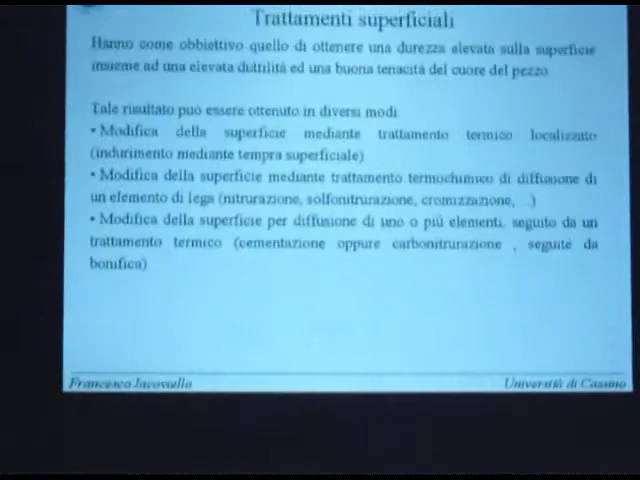 Trattamenti superficiali
Hanno come obbiettivo quello di ottenere una durezza elevata sulla superficie
insieme ad una elevata duttilità ed una buona tenacità del cuore del pezzo
Tale risultato può essere ottenuto in diversi modi
• Modifica della superficie mediante trattamento termico localizzato
(indurimento mediante tempra superficiale)
• Modifica della superficie mediante trattamento termochimico di diffusione di
un elemento di lega (nitrurazione, solfonitrurazione, cromizzazione, ...)
• Modifica della superficie per diffusione di uno o più elementi, seguito da un
trattamento termico (cementazione oppure carbonitrurazione , seguite da
bonifica)
Francesco Iacoviello
Università di Cassino